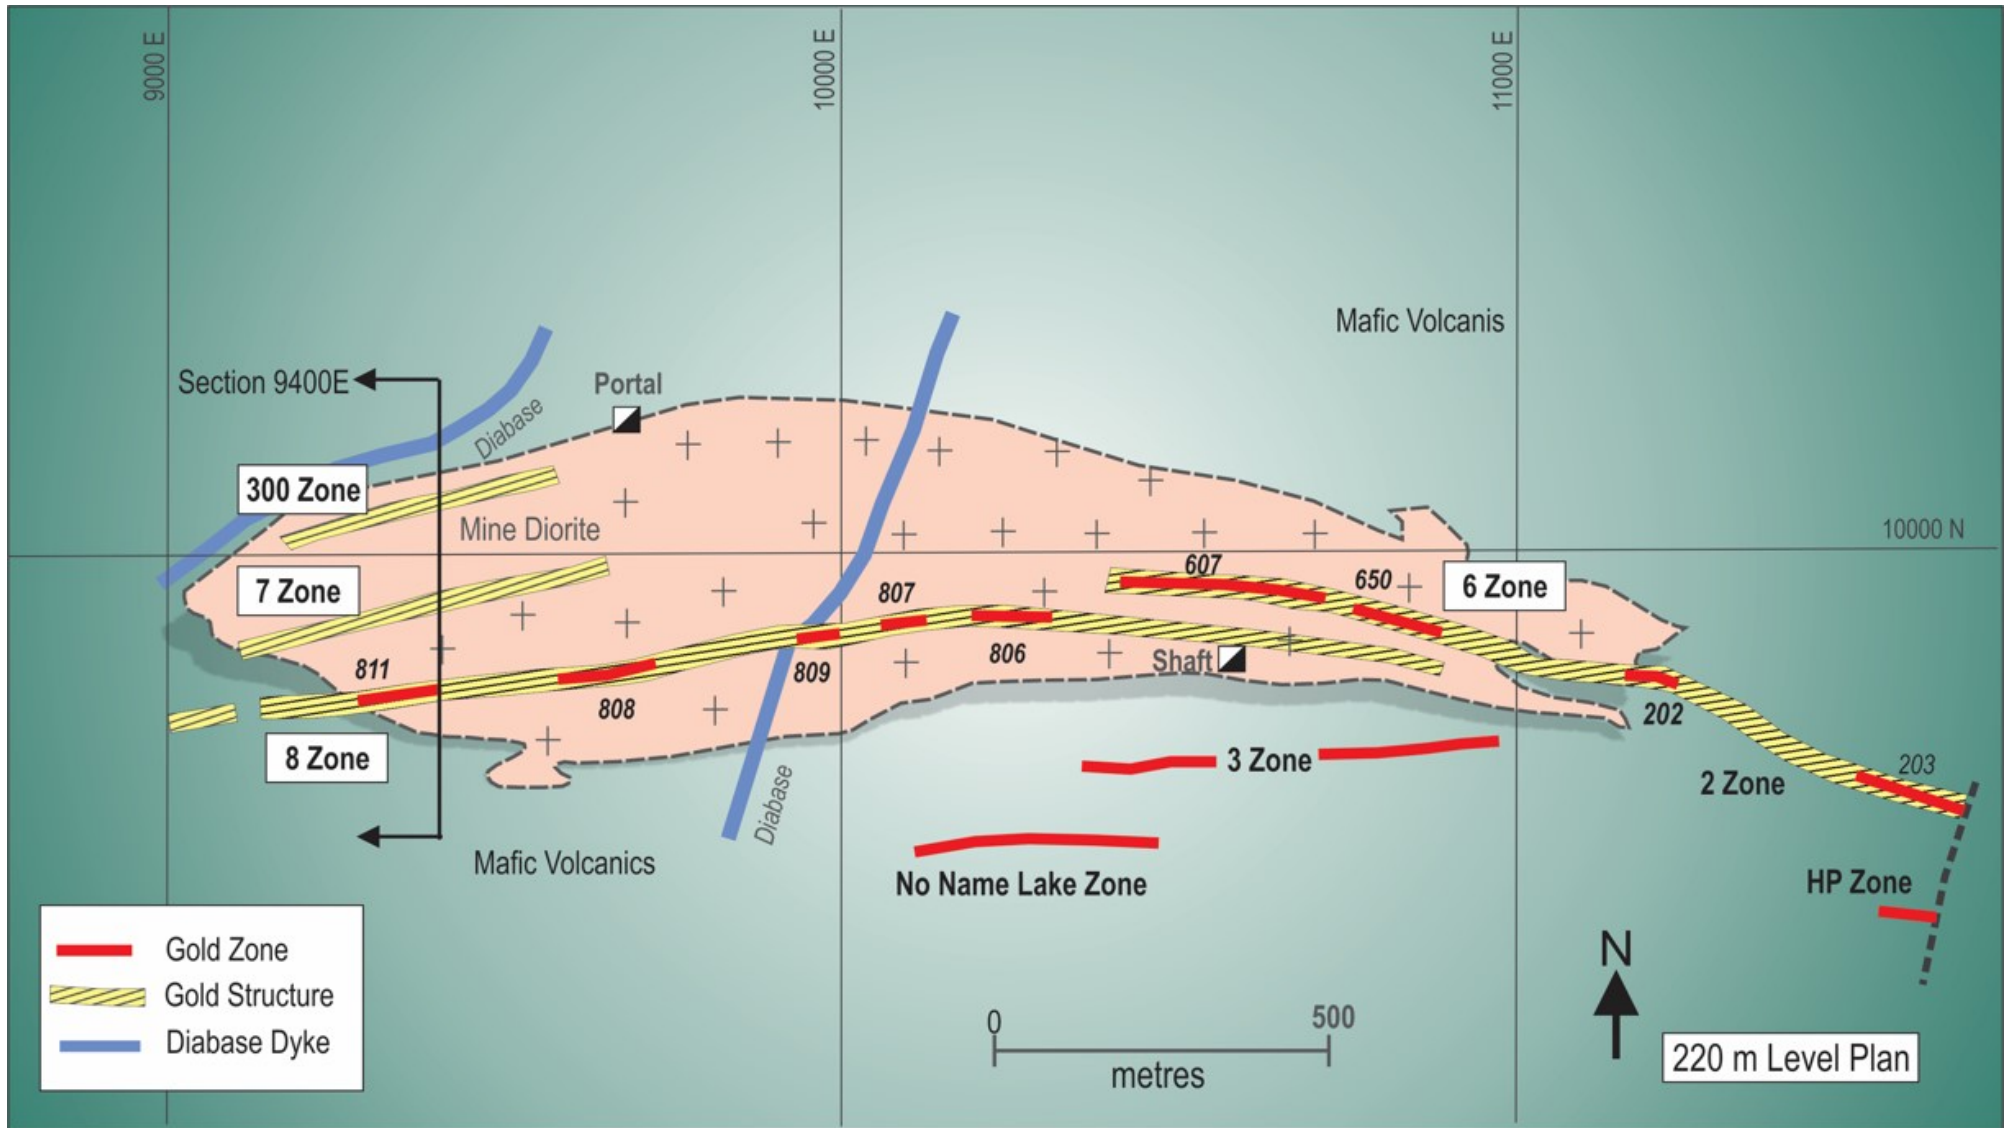 9000 E
10000 E
11000 E
Mafic Volcanis
Section 9400E
Portal
Diabase
300 Zone
Mine Diorite
10000 N
7 Zone
607
650
6 Zone
807
811
808
809
806
Shaft
202
8 Zone
3 Zone
2 Zone
203
Diabase
Mafic Volcanics
No Name Lake Zone
HP Zone
Gold Zone
Gold Structure
Diabase Dyke
0
500
metres
N
220 m Level Plan